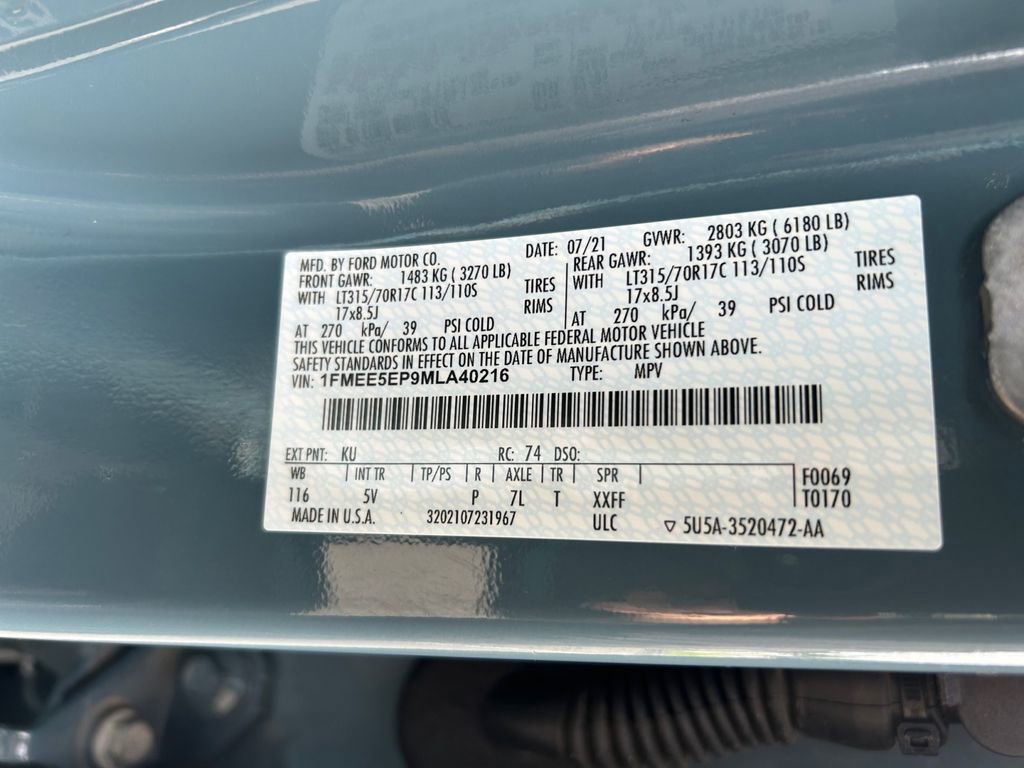 MFD. BY FORD MOTOR CO. DATE: 07/21 GVWR: 2803 KG ( 6180 LB)
FRONT GAWR: 1483 KG ( 3270 LB) REAR GAWR: 1393 KG ( 3070 LB)
WITH LT315/70R17C 113/110S TIRES WITH LT315/70R17C 113/110S TIRES
17x8.5J RIMS 17x8.5J RIMS
AT 270 kPa/ 39 PSI COLD AT 270 kPa/ 39 PSI COLD
THIS VEHICLE CONFORMS TO ALL APPLICABLE FEDERAL MOTOR VEHICLE
SAFETY STANDARDS IN EFFECT ON THE DATE OF MANUFACTURE SHOWN ABOVE.
VIN: 1FMEE5EP9MLA40216 TYPE: MPV
EXT PNT: KU RC: 74 DSO:
WB INT TR TP/PS R AXLE TR SPR F0069
116 5V P 7L T XXFF T0170
MADE IN U.S.A. 3202107231967 ULC ▽ 5U5A-3520472-AA